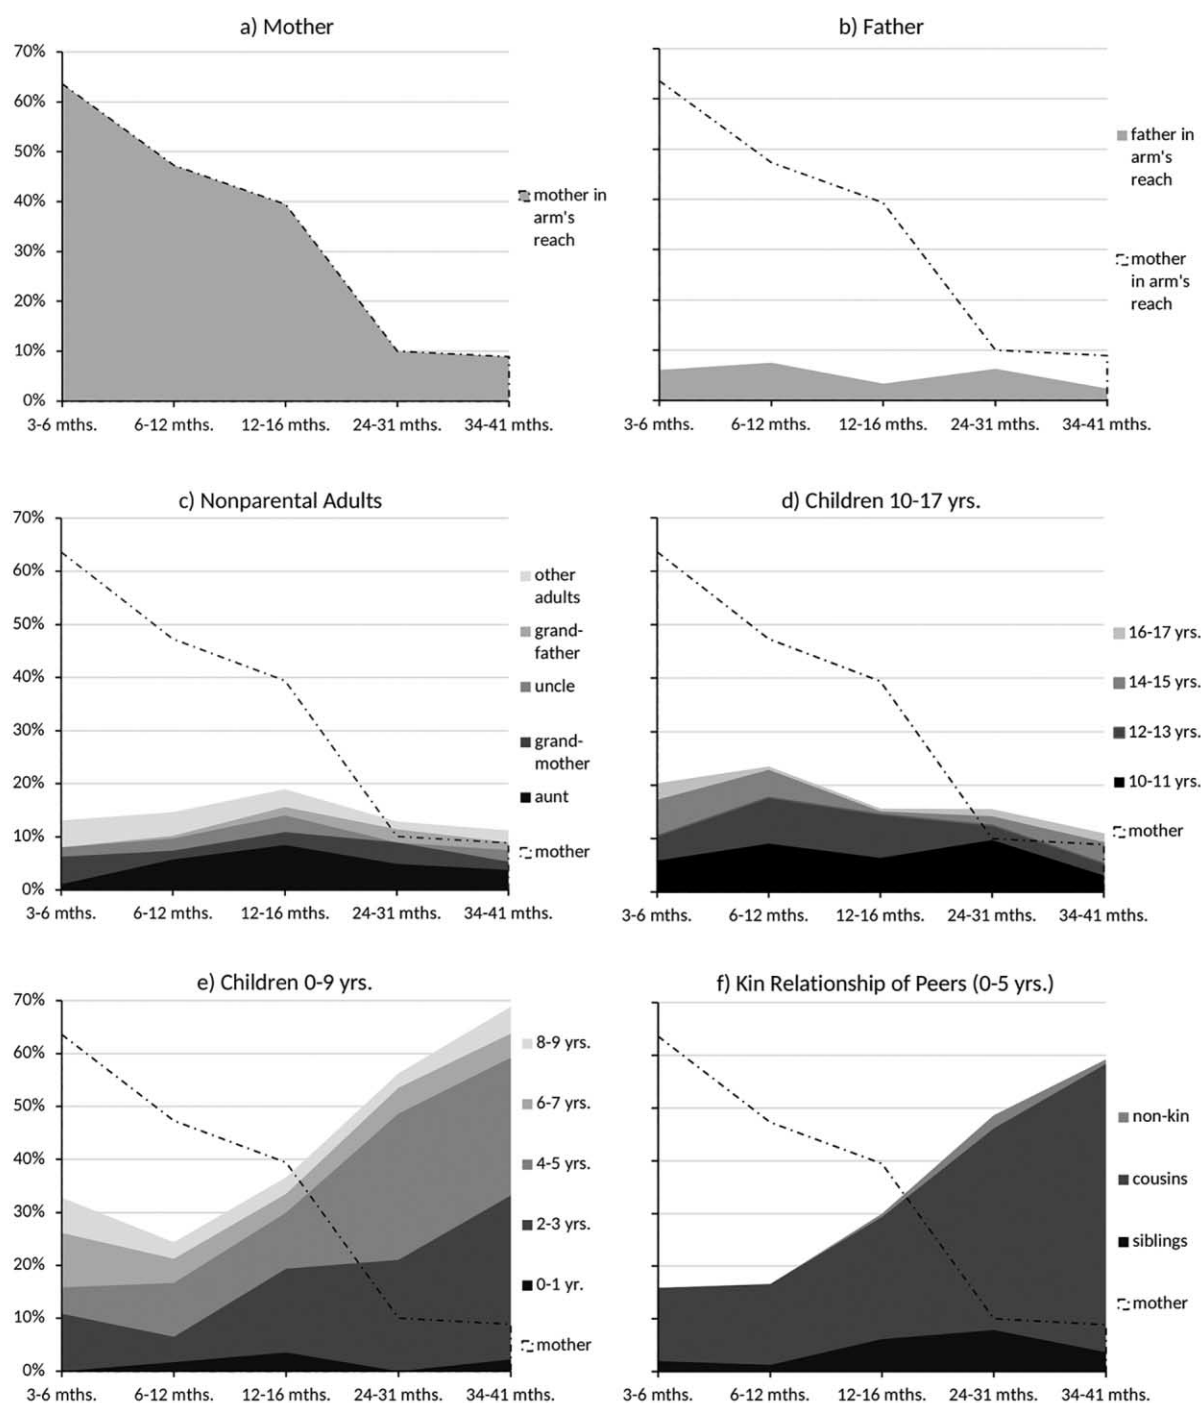 a) Mother
70%
60%
50%
40%
30%
20%
10%
0%
3-6 mths.
6-12 mths.
12-16 mths.
24-31 mths.
34-41 mths.
mother in
arm's
reach
b) Father
3-6 mths.
6-12 mths.
12-16 mths.
24-31 mths.
34-41 mths.
father in
arm's
reach
mother
in arm's
reach
c) Nonparental Adults
70%
60%
50%
40%
30%
20%
10%
0%
3-6 mths.
6-12 mths.
12-16 mths.
24-31 mths.
34-41 mths.
other
adults
grand-
father
uncle
grand-
mother
aunt
mother
d) Children 10-17 yrs.
3-6 mths.
6-12 mths.
12-16 mths.
24-31 mths.
34-41 mths.
16-17 yrs.
14-15 yrs.
12-13 yrs.
10-11 yrs.
mother
e) Children 0-9 yrs.
70%
60%
50%
40%
30%
20%
10%
0%
3-6 mths.
6-12 mths.
12-16 mths.
24-31 mths.
34-41 mths.
8-9 yrs.
6-7 yrs.
4-5 yrs.
2-3 yrs.
0-1 yr.
mother
f) Kin Relationship of Peers (0-5 yrs.)
3-6 mths.
6-12 mths.
12-16 mths.
24-31 mths.
34-41 mths.
non-kin
cousins
siblings
mother